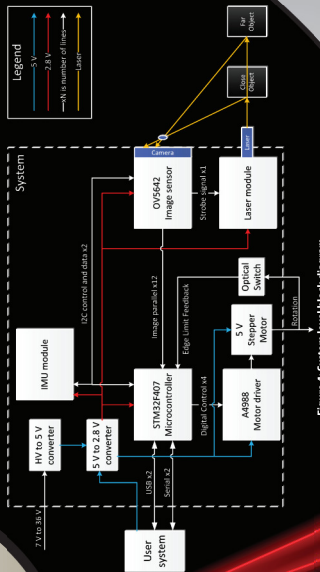 Legend
5 V
2.8 V
xN is number of lines
Laser
System
Far
Object
Close
Object
Laser
Camera
OV5642
Image sensor
Strobe signal x1
Laser module
I2C control and data x2
Image parallel x12
Edge Limit Feedback
Optical
Switch
Rotation
IMU module
STM32F407
Microcontroller
Digital Control x4
5 V
Stepper
Motor
A4988
Motor driver
HV to 5 V
converter
5 V to 2.8 V
converter
7 V to 36 V
USB x2
Serial x2
User
system